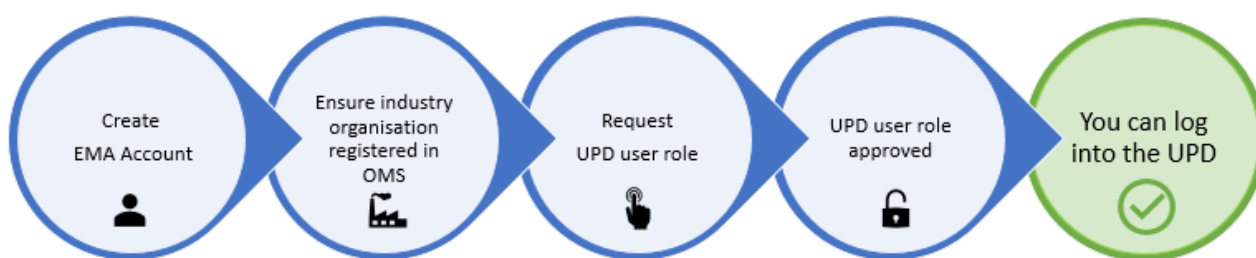 Create
EMA Account
Ensure industry
organisation
registered in
OMS
Request
UPD user role
UPD user role
approved
You can log
into the UPD